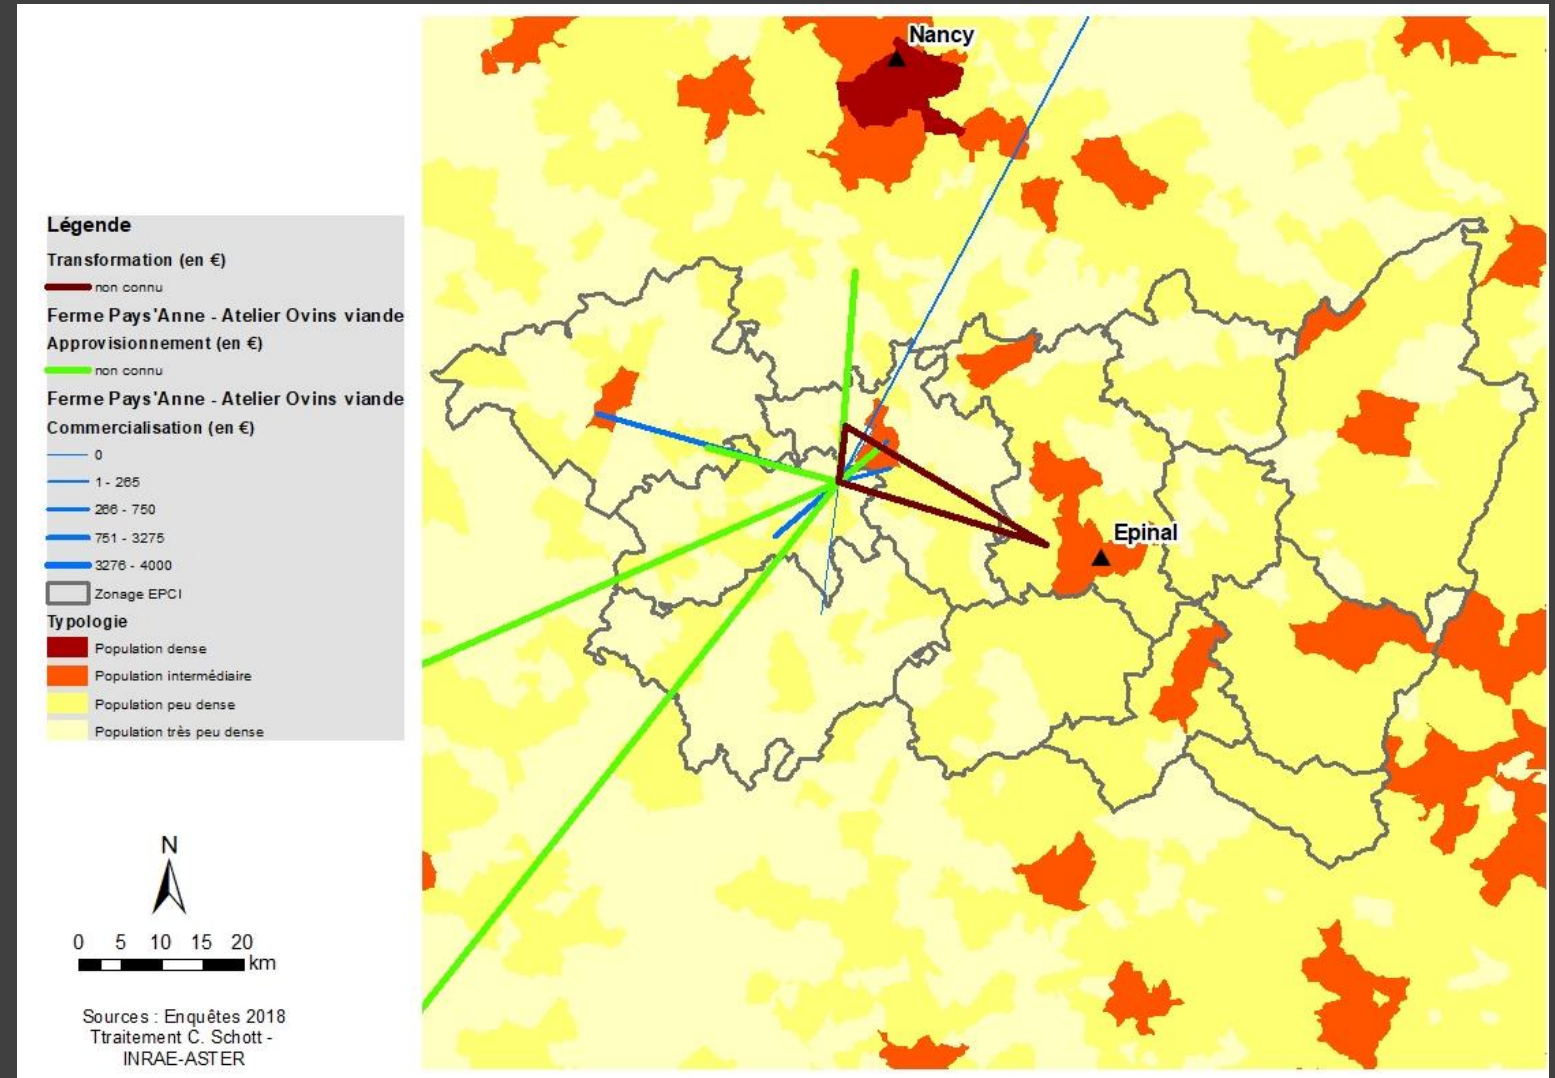 Nancy
Légende
Transformation (en €)
non connu
Ferme Pays'Anne - Atelier Ovins viande
Approvisionnement (en €)
non connu
Ferme Pays'Anne - Atelier Ovins viande
Commercialisation (en €)
0
1 - 265
266 - 750
751 - 3275
3276 - 4000
Zonage EPCI
Typologie
Population dense
Population intermédiaire
Population peu dense
Population très peu dense
Epinal
N
0 5 10 15 20
km
Sources : Enquêtes 2018
Ttraitement C. Schott -
INRAE-ASTER